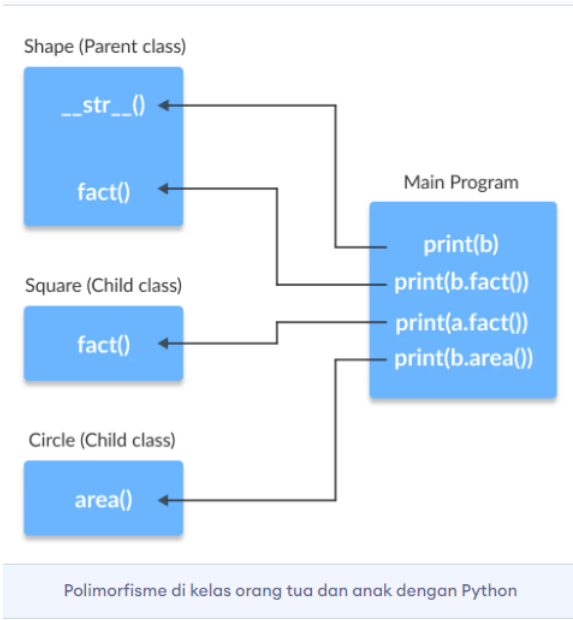 Shape (Parent class)
__str__()
fact()
Main Program
print(b)
print(b.fact())
print(a.fact())
print(b.area())
Square (Child class)
fact()
Circle (Child class)
area()
Polimorfisme di kelas orang tua dan anak dengan Python